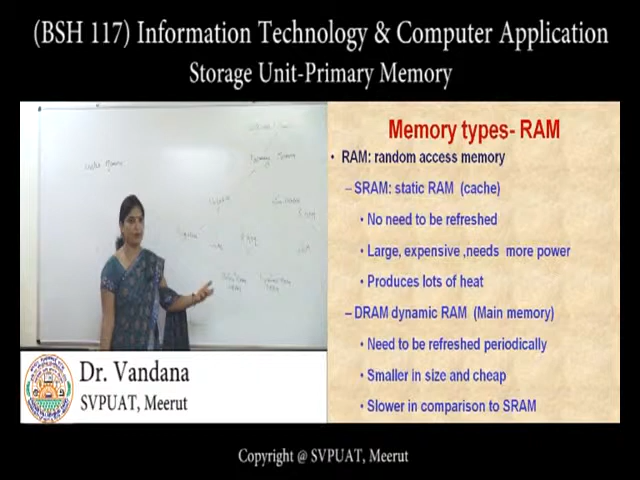 (BSH 117) Information Technology & Computer Application
Storage Unit-Primary Memory
Memory types- RAM
• RAM: random access memory
–SRAM: static RAM (cache)
• No need to be refreshed
• Large, expensive ,needs more power
• Produces lots of heat
–DRAM dynamic RAM (Main memory)
• Need to be refreshed periodically
• Smaller in size and cheap
• Slower in comparison to SRAM
Dr. Vandana
SVPUAT, Meerut
Copyright @ SVPUAT, Meerut